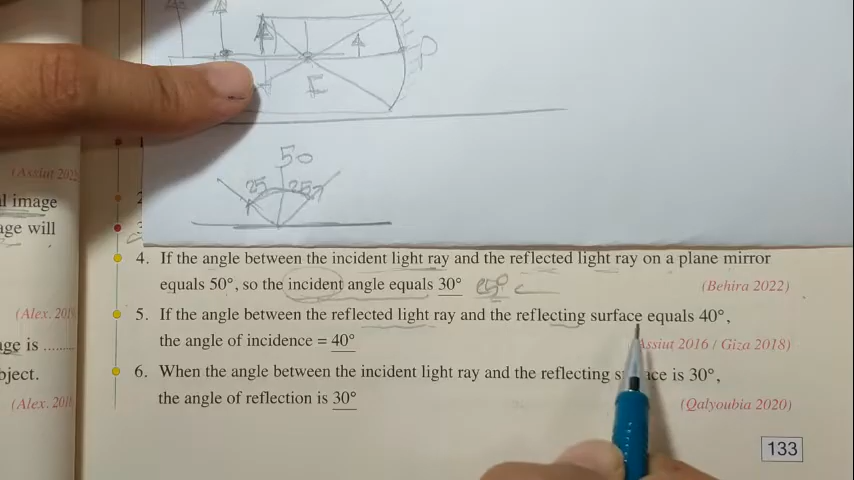 P
F
50
25
25
(Assiut 202
l image
age will
4. If the angle between the incident light ray and the reflected light ray on a plane mirror
equals 50°, so the incident angle equals 30°
(Behira 2022)
(Alex. 201
5. If the angle between the reflected light ray and the reflecting surface equals 40°,
the angle of incidence = 40°
Assiut 2016 / Giza 2018)
age is ........
bject.
6. When the angle between the incident light ray and the reflecting s ace is 30°,
(Alex. 201
the angle of reflection is 30°
(Qalyoubia 2020)
133